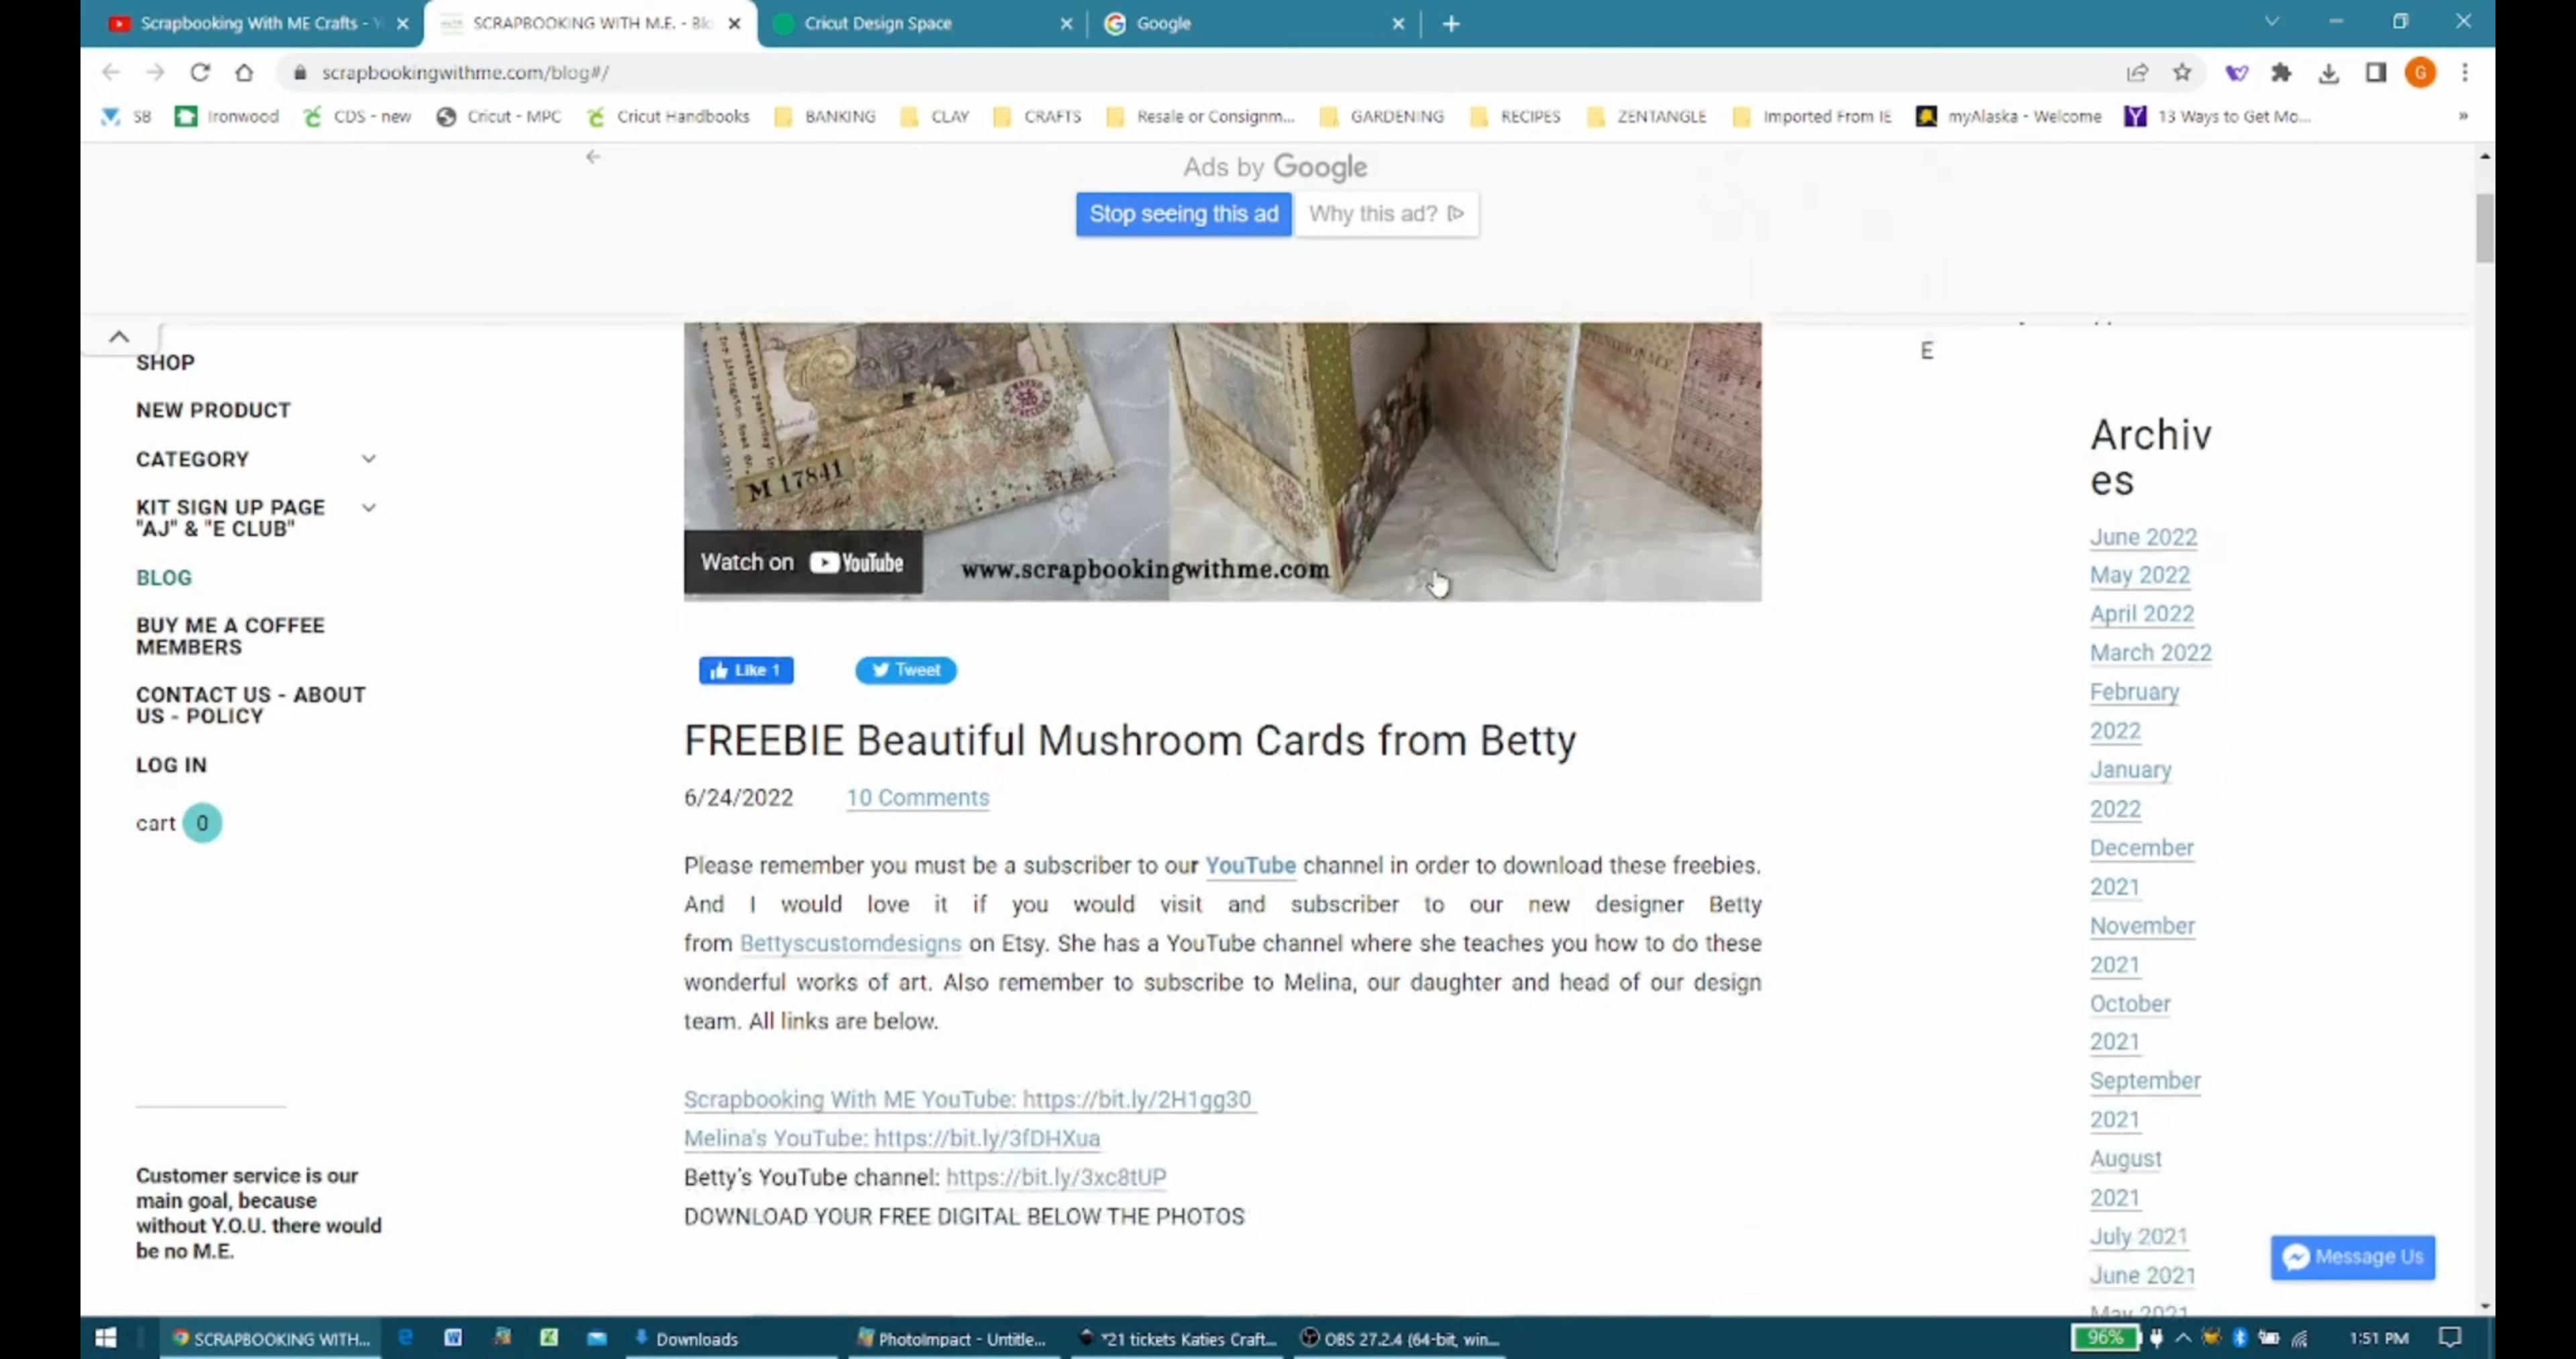 Scrapbooking With ME Crafts - Y
SCRAPBOOKING WITH M.E. - Blo
Cricut Design Space
Google
scrapbookingwithme.com/blog#/
G
SB
Ironwood
CDS - new
Cricut - MPC
Cricut Handbooks
BANKING
CLAY
CRAFTS
Resale or Consignm...
GARDENING
RECIPES
ZENTANGLE
Imported From IE
myAlaska - Welcome
13 Ways to Get Mo...
»
Ads by Google
Stop seeing this ad
Why this ad?
SHOP
NEW PRODUCT
CATEGORY
KIT SIGN UP PAGE
"AJ" & "E CLUB"
BLOG
BUY ME A COFFEE
MEMBERS
CONTACT US - ABOUT
US - POLICY
LOG IN
cart 0
Customer service is our
main goal, because
without Y.O.U. there would
be no M.E.
M 17841
Watch on YouTube
www.scrapbookingwithme.com
Like 1
Tweet
FREEBIE Beautiful Mushroom Cards from Betty
6/24/2022 10 Comments
Please remember you must be a subscriber to our YouTube channel in order to download these freebies.
And I would love it if you would visit and subscriber to our new designer Betty
from Bettyscustomdesigns on Etsy. She has a YouTube channel where she teaches you how to do these
wonderful works of art. Also remember to subscribe to Melina, our daughter and head of our design
team. All links are below.
Scrapbooking With ME YouTube: https://bit.ly/2H1gg30
Melina's YouTube: https://bit.ly/3fDHXua
Betty's YouTube channel: https://bit.ly/3xc8tUP
DOWNLOAD YOUR FREE DIGITAL BELOW THE PHOTOS
E
Archiv
es
June 2022
May 2022
April 2022
March 2022
February
2022
January
2022
December
2021
November
2021
October
2021
September
2021
August
2021
July 2021
June 2021
May 2021
Message Us
SCRAPBOOKING WITH...
Downloads
PhotoImpact - Untitle...
*21 tickets Katies Craft...
OBS 27.2.4 (64-bit, win...
96%
1:51 PM